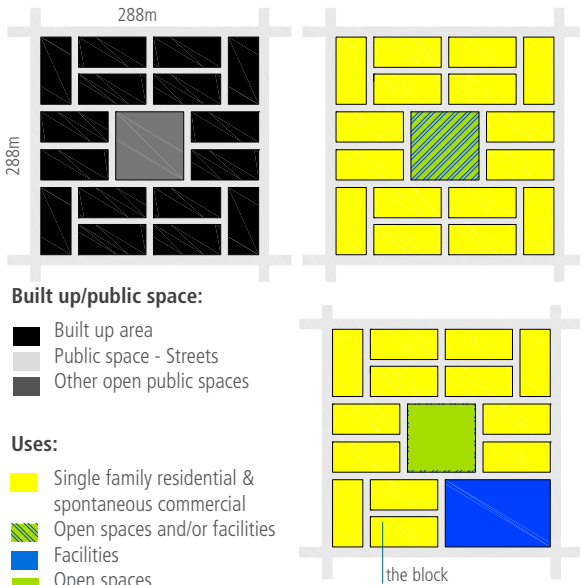 288m
288m
Built up/public space:
Built up area
Public space - Streets
Other open public spaces
Uses:
Single family residential &
spontaneous commercial
Open spaces and/or facilities
Facilities
Open spaces
the block